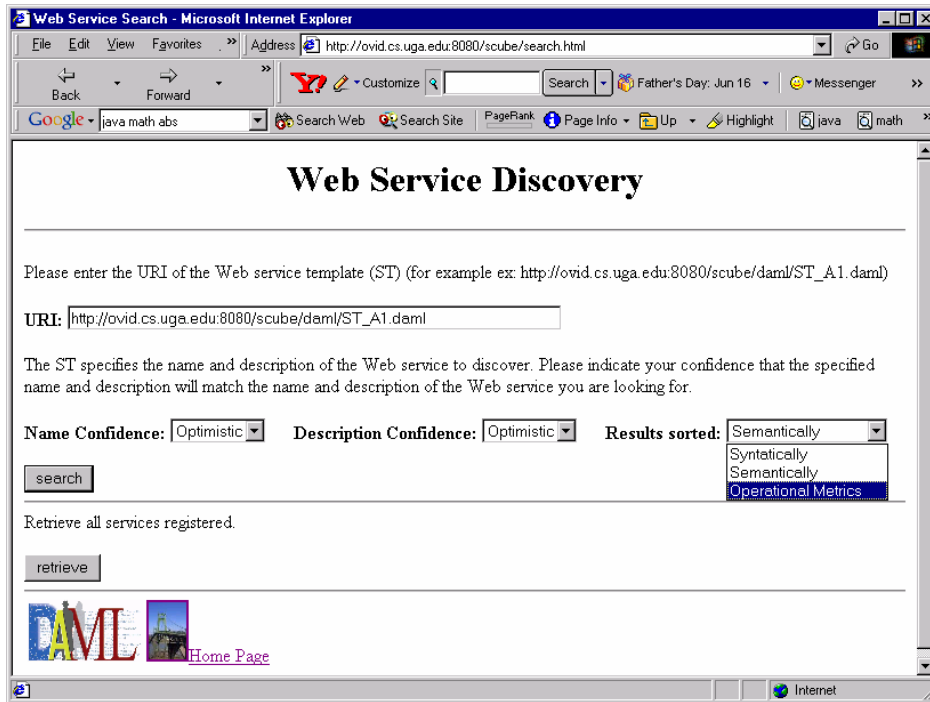 Web Service Search - Microsoft Internet Explorer
File Edit View Favorites » Address http://ovid.cs.uga.edu:8080/scube/search.html Go
Back Forward » Y! Customize Search Father's Day: Jun 16 Messenger »
Google java math abs Search Web Search Site PageRank Page Info Up Highlight java math »
Web Service Discovery
Please enter the URI of the Web service template (ST) (for example ex: http://ovid.cs.uga.edu:8080/scube/daml/ST_A1.daml)
URI: http://ovid.cs.uga.edu:8080/scube/daml/ST_A1.daml
The ST specifies the name and description of the Web service to discover. Please indicate your confidence that the specified
name and description will match the name and description of the Web service you are looking for.
Name Confidence: Optimistic Description Confidence: Optimistic Results sorted: Semantically
Syntatically
search Semantically
Operational Metrics
Retrieve all services registered.
retrieve
DAML Home Page
Internet